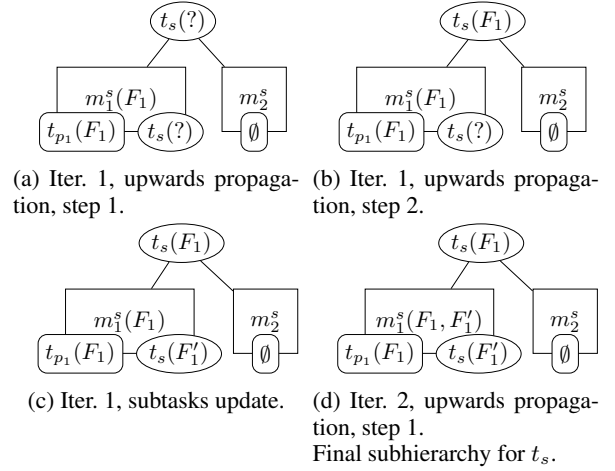 t_s(?)
m_1^s(F_1) m_2^s
t_{p_1}(F_1) t_s(?) ∅
(a) Iter. 1, upwards propaga-
tion, step 1.
t_s(F_1)
m_1^s(F_1) m_2^s
t_{p_1}(F_1) t_s(?) ∅
(b) Iter. 1, upwards propaga-
tion, step 2.
t_s(F_1)
m_1^s(F_1) m_2^s
t_{p_1}(F_1) t_s(F_1′) ∅
(c) Iter. 1, subtasks update.
t_s(F_1)
m_1^s(F_1, F_1′) m_2^s
t_{p_1}(F_1) t_s(F_1′) ∅
(d) Iter. 2, upwards propaga-
tion, step 1.
Final subhierarchy for t_s.